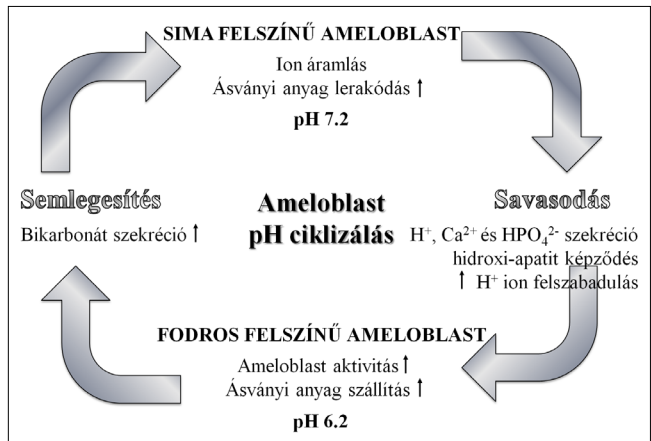 SIMA FELSZÍNŰ AMELOBLAST
Ion áramlás
Ásványi anyag lerakódás ↑
pH 7.2
Semlegesítés
Bikarbonát szekréció ↑
Ameloblast
pH ciklizálás
Savasodás
H⁺, Ca²⁺ és HPO₄²⁻ szekréció
hidroxi-apatit képződés
↑ H⁺ ion felszabadulás
FODROS FELSZÍNŰ AMELOBLAST
Ameloblast aktivitás ↑
Ásványi anyag szállítás ↑
pH 6.2